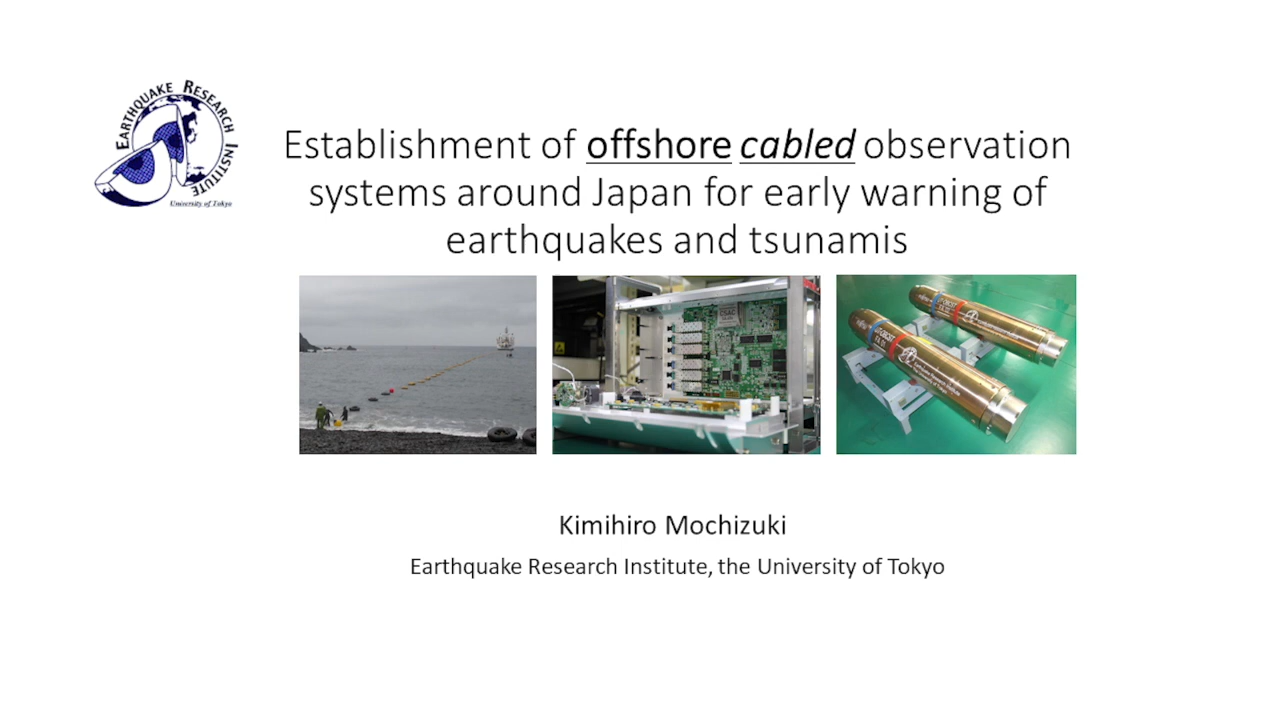 EARTHQUAKE RESEARCH INSTITUTE
University of Tokyo
Establishment of offshore cabled observation
systems around Japan for early warning of
earthquakes and tsunamis
CSAC
Kimihiro Mochizuki
Earthquake Research Institute, the University of Tokyo